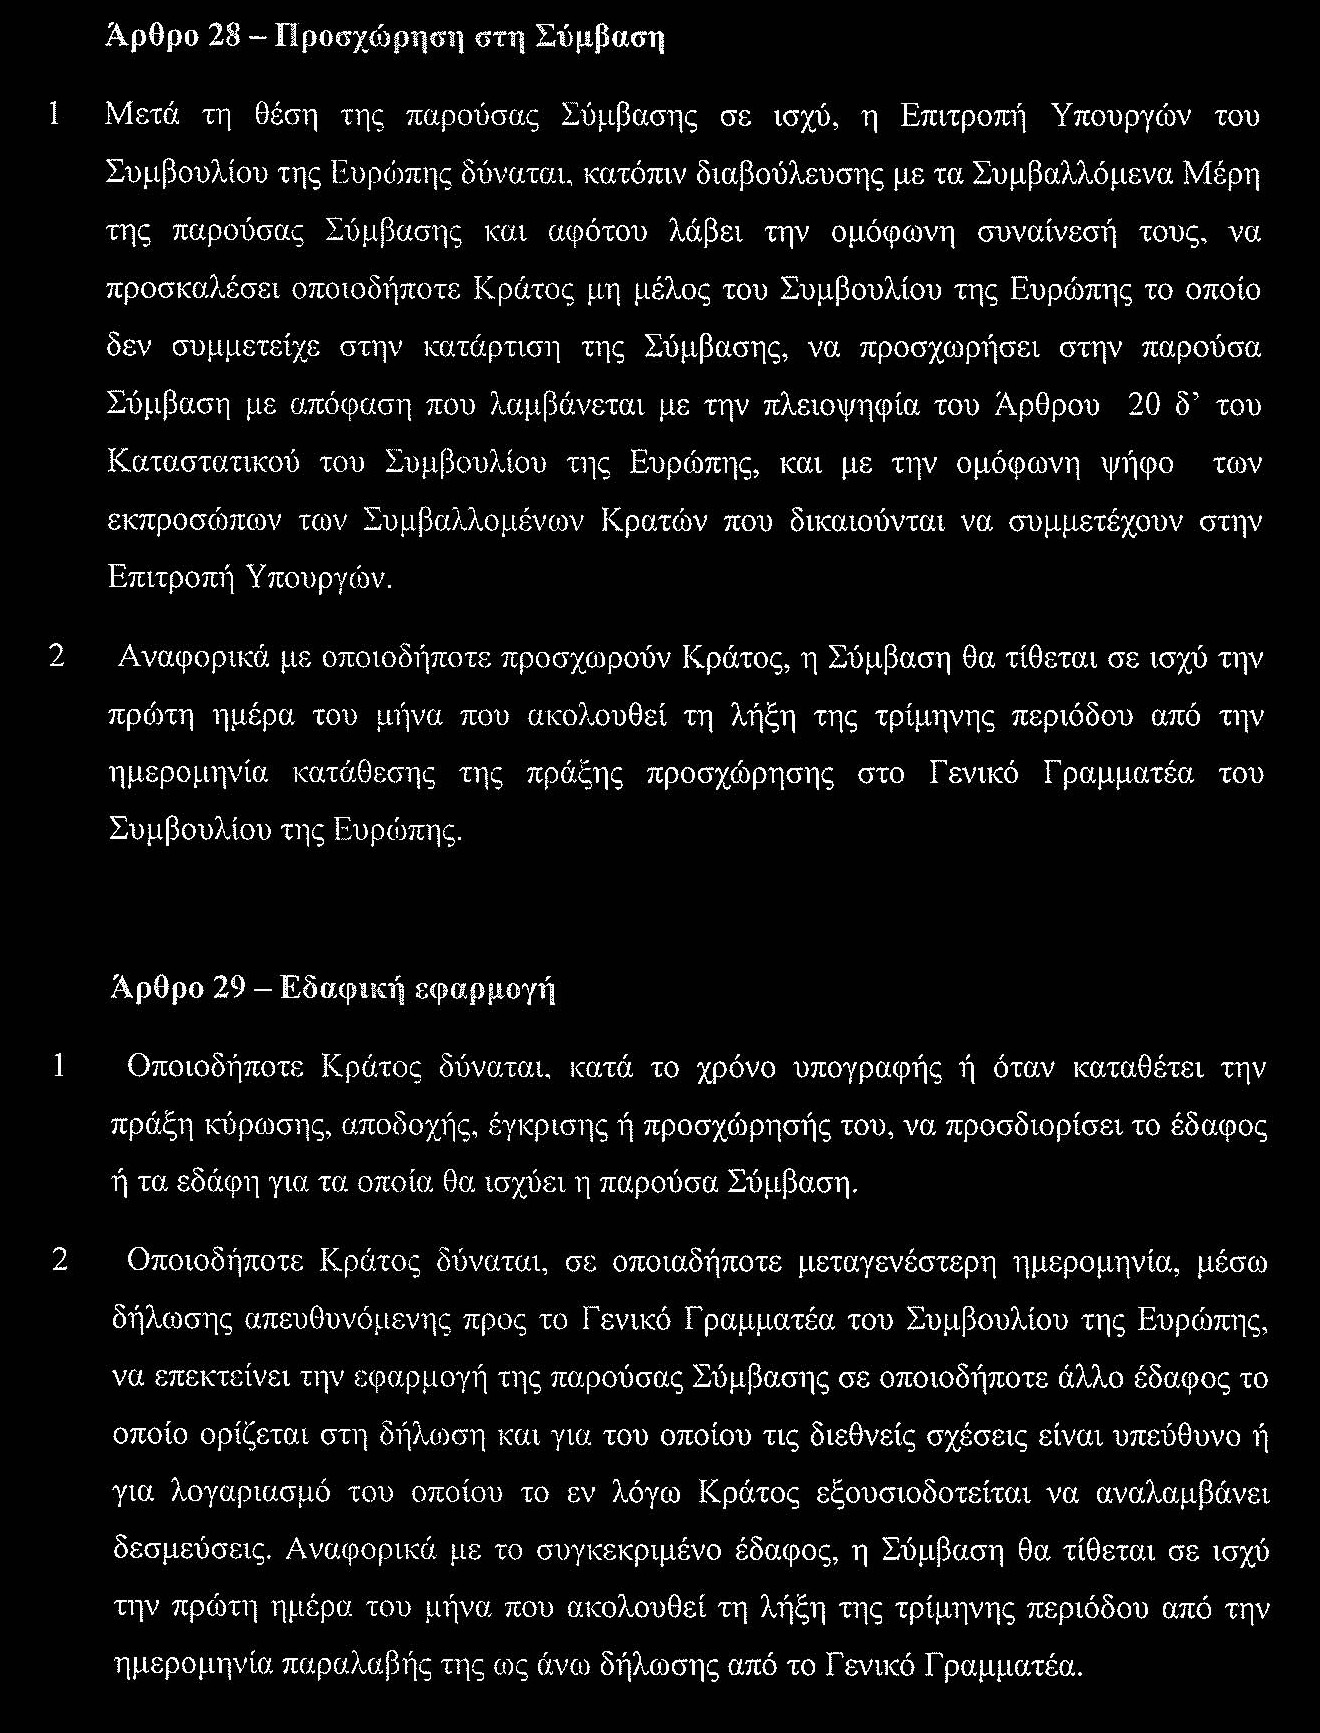 Άρθρο 28 – Προσχώρηση στη Σύμβαση
1 Μετά τη θέση της παρούσας Σύμβασης σε ισχύ, η Επιτροπή Υπουργών του
Συμβουλίου της Ευρώπης δύναται, κατόπιν διαβούλευσης με τα Συμβαλλόμενα Μέρη
της παρούσας Σύμβασης και αφότου λάβει την ομόφωνη συναίνεσή τους, να
προσκαλέσει οποιοδήποτε Κράτος μη μέλος του Συμβουλίου της Ευρώπης το οποίο
δεν συμμετείχε στην κατάρτιση της Σύμβασης, να προσχωρήσει στην παρούσα
Σύμβαση με απόφαση που λαμβάνεται με την πλειοψηφία του Άρθρου 20 δ’ του
Καταστατικού του Συμβουλίου της Ευρώπης, και με την ομόφωνη ψήφο των
εκπροσώπων των Συμβαλλομένων Κρατών που δικαιούνται να συμμετέχουν στην
Επιτροπή Υπουργών.
2 Αναφορικά με οποιοδήποτε προσχωρούν Κράτος, η Σύμβαση θα τίθεται σε ισχύ την
πρώτη ημέρα του μήνα που ακολουθεί τη λήξη της τρίμηνης περιόδου από την
ημερομηνία κατάθεσης της πράξης προσχώρησης στο Γενικό Γραμματέα του
Συμβουλίου της Ευρώπης.
Άρθρο 29 – Εδαφική εφαρμογή
1 Οποιοδήποτε Κράτος δύναται, κατά το χρόνο υπογραφής ή όταν καταθέτει την
πράξη κύρωσης, αποδοχής, έγκρισης ή προσχώρησής του, να προσδιορίσει το έδαφος
ή τα εδάφη για τα οποία θα ισχύει η παρούσα Σύμβαση.
2 Οποιοδήποτε Κράτος δύναται, σε οποιαδήποτε μεταγενέστερη ημερομηνία, μέσω
δήλωσης απευθυνόμενης προς το Γενικό Γραμματέα του Συμβουλίου της Ευρώπης,
να επεκτείνει την εφαρμογή της παρούσας Σύμβασης σε οποιοδήποτε άλλο έδαφος το
οποίο ορίζεται στη δήλωση και για του οποίου τις διεθνείς σχέσεις είναι υπεύθυνο ή
για λογαριασμό του οποίου το εν λόγω Κράτος εξουσιοδοτείται να αναλαμβάνει
δεσμεύσεις. Αναφορικά με το συγκεκριμένο έδαφος, η Σύμβαση θα τίθεται σε ισχύ
την πρώτη ημέρα του μήνα που ακολουθεί τη λήξη της τρίμηνης περιόδου από την
ημερομηνία παραλαβής της ως άνω δήλωσης από το Γενικό Γραμματέα.